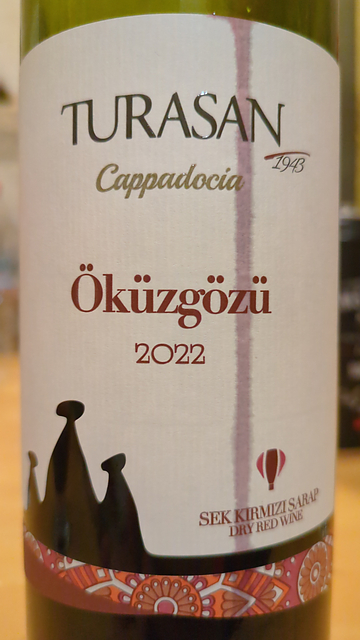 TURASAN
1943
Cappadocia
Öküzgözü
2022
SEK KIRMIZI ŞARAP
DRY RED WINE